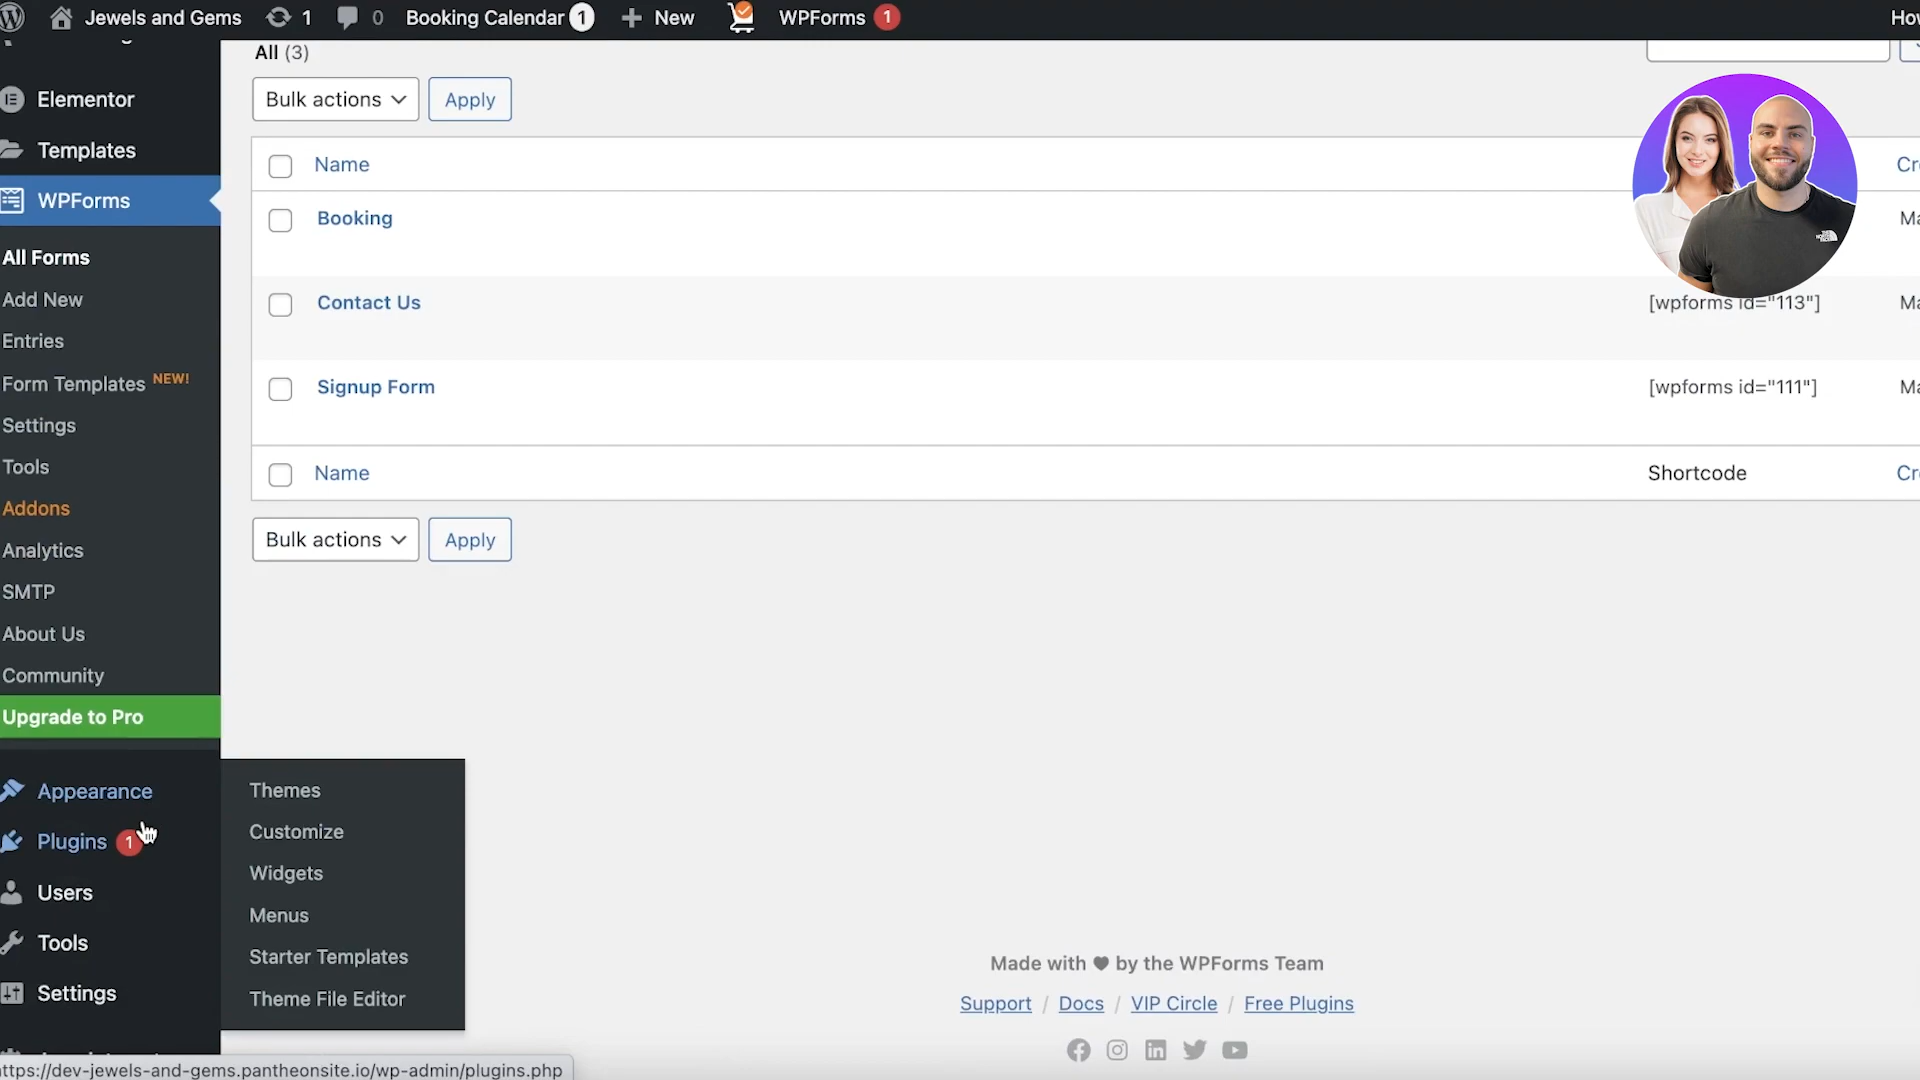 Jewels and Gems 1 0 Booking Calendar 1 New WPForms 1
All (3)
Bulk actions Apply
Elementor
Templates
WPForms
All Forms
Add New
Entries
Form Templates NEW!
Settings
Tools
Addons
Analytics
SMTP
About Us
Community
Upgrade to Pro
Appearance
Plugins 1
Users
Tools
Settings
Name
Booking
Contact Us [wpforms id="113"]
Signup Form [wpforms id="111"]
Name Shortcode
Bulk actions Apply
Themes
Customize
Widgets
Menus
Starter Templates
Theme File Editor
Made with ♥ by the WPForms Team
Support / Docs / VIP Circle / Free Plugins
ttps://dev-jewels-and-gems.pantheonsite.io/wp-admin/plugins.php